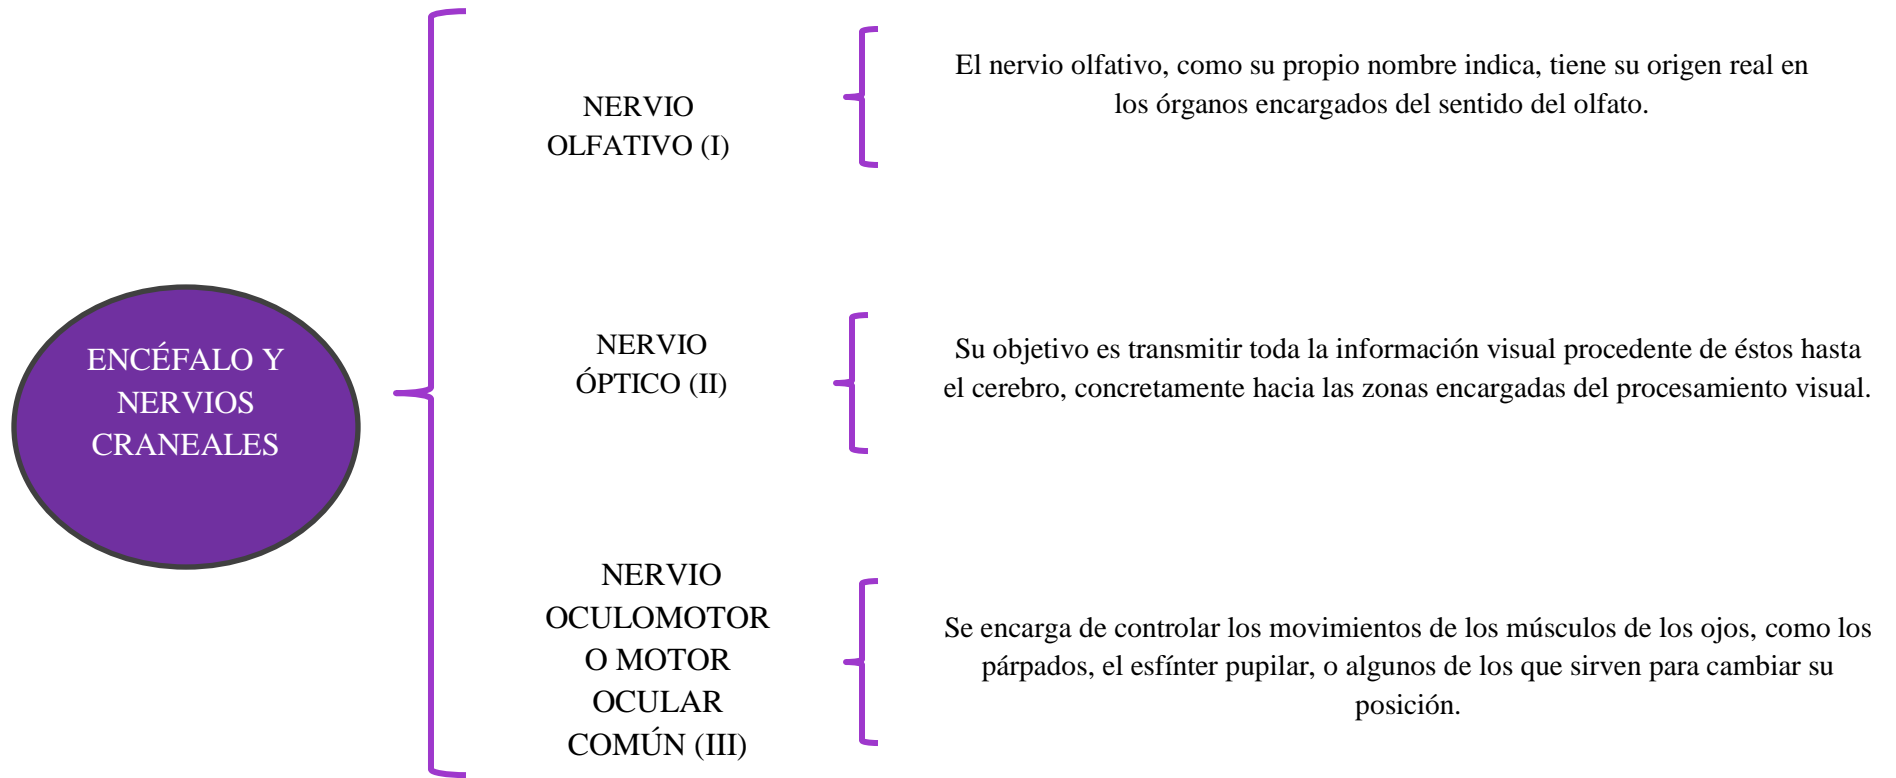 ENCÉFALO Y
NERVIOS
CRANEALES
NERVIO
OLFATIVO (I)
El nervio olfativo, como su propio nombre indica, tiene su origen real en
los órganos encargados del sentido del olfato.
NERVIO
ÓPTICO (II)
Su objetivo es transmitir toda la información visual procedente de éstos hasta
el cerebro, concretamente hacia las zonas encargadas del procesamiento visual.
NERVIO
OCULOMOTOR
O MOTOR
OCULAR
COMÚN (III)
Se encarga de controlar los movimientos de los músculos de los ojos, como los
párpados, el esfínter pupilar, o algunos de los que sirven para cambiar su
posición.